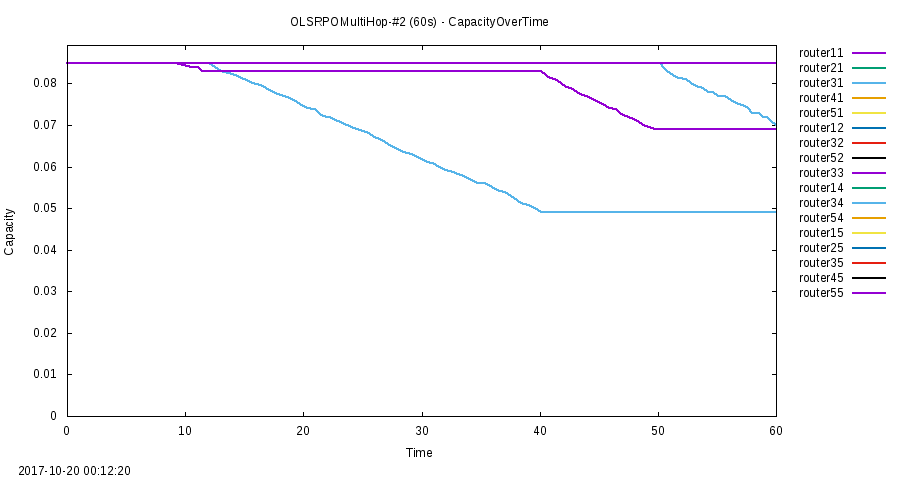 OLSRPOMultiHop-#2 (60s) - CapacityOverTime
router11
router21
router31
router41
router51
router12
router32
router52
router33
router14
router34
router54
router15
router25
router35
router45
router55
0.08
0.07
0.06
0.05
0.04
0.03
0.02
0.01
0
Capacity
0 10 20 30 40 50 60
Time
2017-10-20 00:12:20